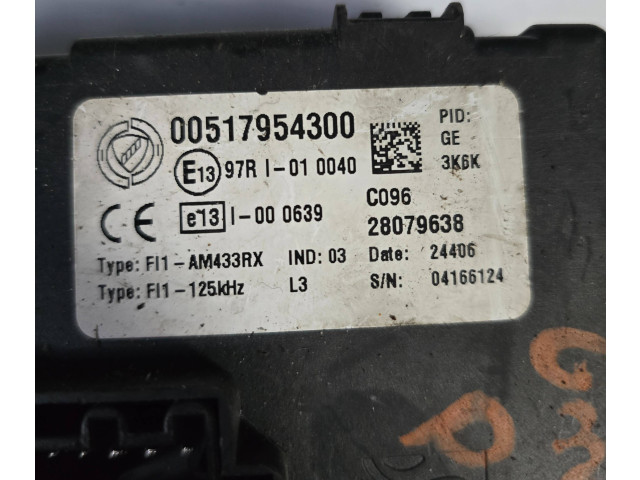 00517954300
PID:
GE
3K6K
E13 97R I-01 0040
e13 I-00 0639
C096
28079638
CE
Type: FI1-AM433RX IND: 03 Date: 24406
Type: FI1-125kHz L3 S/N: 04166124